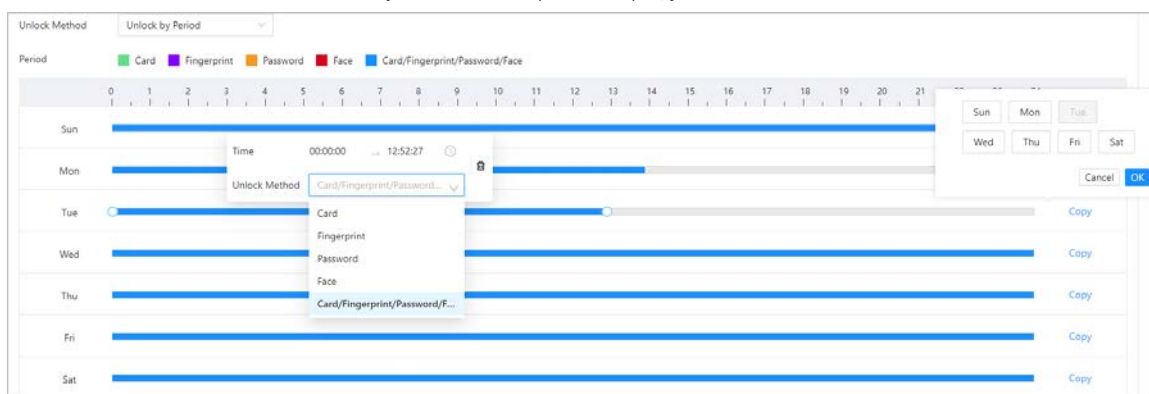 Unlock Method Unlock by Period
Period Card Fingerprint Password Face Card/Fingerprint/Password/Face
0 1 2 3 4 5 6 7 8 9 10 11 12 13 14 15 16 17 18 19 20 21
Sun Mon Tue
Wed Thu Fri Sat
Cancel OK
Sun
Time 00:00:00 → 12:52:27
Mon
Unlock Method Card/Fingerprint/Password...
Tue Copy
Card
Fingerprint
Wed Copy
Password
Face
Thu Copy
Card/Fingerprint/Password/F...
Fri Copy
Sat Copy